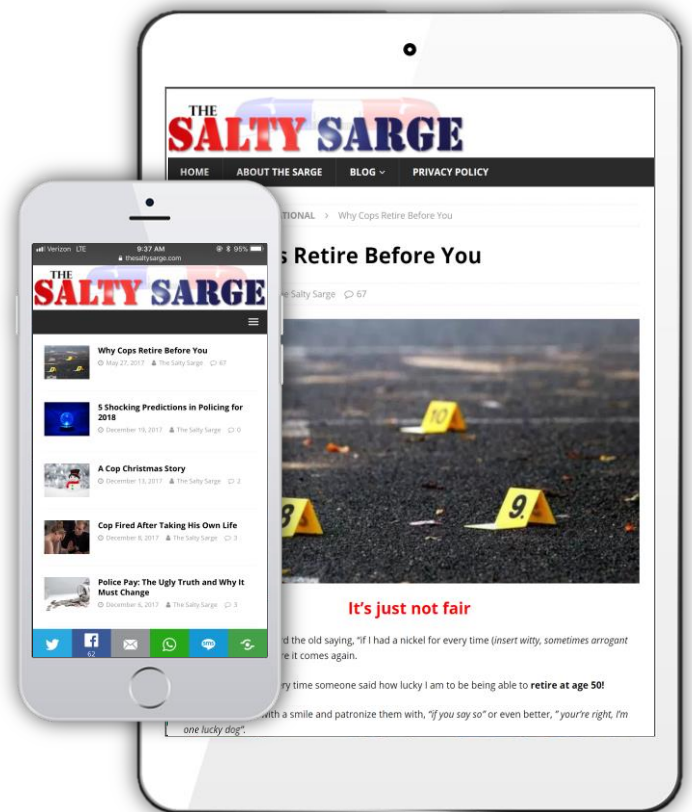 THE
SALTY SARGE
HOME ABOUT THE SARGE BLOG PRIVACY POLICY
TIONAL > Why Cops Retire Before You
s Retire Before You
e Salty Sarge 67
10
9.
8
It's just not fair
rd the old saying, "if I had a nickel for every time (insert witty, sometimes arrogant
re it comes again.
ery time someone said how lucky I am to be being able to retire at age 50!
with a smile and patronize them with, "if you say so" or even better, " your're right, I'm
one lucky dog".
Verizon LTE 9:37 AM 95%
thesaltysarge.com
THE
SALTY SARGE
Why Cops Retire Before You
May 27, 2017 The Salty Sarge 67
5 Shocking Predictions in Policing for
2018
December 19, 2017 The Salty Sarge 0
A Cop Christmas Story
December 13, 2017 The Salty Sarge 2
Cop Fired After Taking His Own Life
December 8, 2017 The Salty Sarge 3
Police Pay: The Ugly Truth and Why It
Must Change
December 6, 2017 The Salty Sarge 3
62
SMS